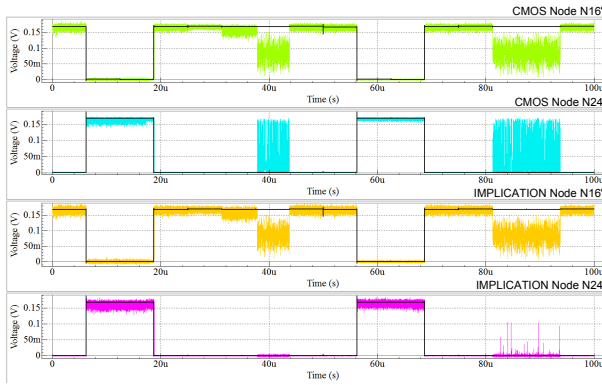 CMOS Node N16'
Voltage (V)
0.15
0.1
50m
0
0 20u 40u 60u 80u 100u
Time (s)
CMOS Node N24
Voltage (V)
0.15
0.1
50m
0
0 20u 40u 60u 80u 100u
Time (s)
IMPLICATION Node N16'
Voltage (V)
0.15
0.1
50m
0
0 20u 40u 60u 80u 100u
Time (s)
IMPLICATION Node N24
Voltage (V)
0.15
0.1
50m
0
0 20u 40u 60u 80u 100u
Time (s)